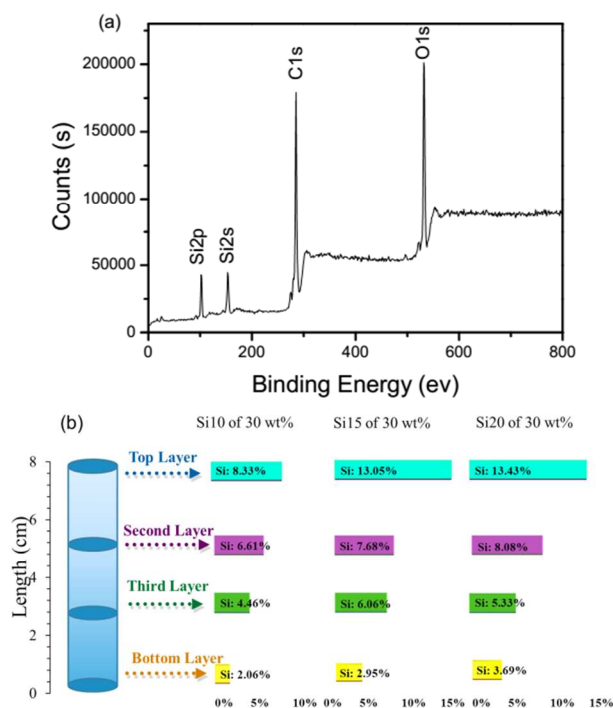 (a)
200000
150000
100000
50000
0
Counts (s)
Si2p
Si2s
C1s
O1s
0 200 400 600 800
Binding Energy (ev)
(b)
Si10 of 30 wt% Si15 of 30 wt% Si20 of 30 wt%
Length (cm)
8 Top Layer Si: 8.33% Si: 13.05% Si: 13.43%
6
Second Layer Si: 6.61% Si: 7.68% Si: 8.08%
4
Third Layer Si: 4.46% Si: 6.06% Si: 5.33%
2
Bottom Layer Si: 2.06% Si: 2.95% Si: 3.69%
0
0% 5% 10% 0% 5% 10% 15% 0% 5% 10% 15%